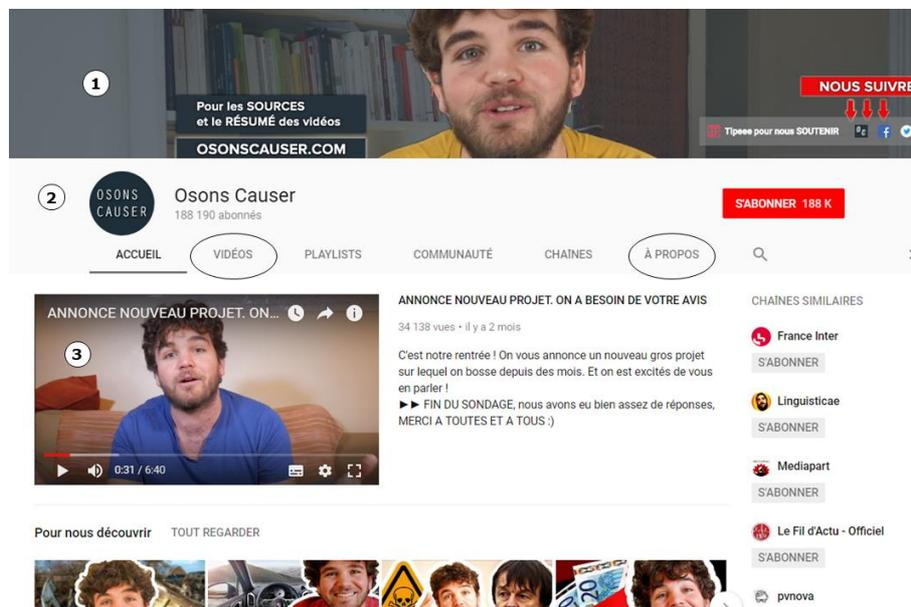 1
Pour les SOURCES
et le RÉSUMÉ des vidéos
OSONSCAUSER.COM
NOUS SUIVRE
Tipeee pour nous SOUTENIR
2
OSONS
CAUSER
Osons Causer
188 190 abonnés
S'ABONNER 188 K
ACCUEIL VIDÉOS PLAYLISTS COMMUNAUTÉ CHAÎNES À PROPOS
ANNONCE NOUVEAU PROJET. ON...
3
0:31 / 6:40
ANNONCE NOUVEAU PROJET. ON A BESOIN DE VOTRE AVIS
34 138 vues • il y a 2 mois
C'est notre rentrée ! On vous annonce un nouveau gros projet
sur lequel on bosse depuis des mois. Et on est excités de vous
en parler !
►► FIN DU SONDAGE, nous avons eu bien assez de réponses,
MERCI A TOUTES ET A TOUS :)
CHAÎNES SIMILAIRES
France Inter
S'ABONNER
Linguisticae
S'ABONNER
Mediapart
S'ABONNER
Le Fil d'Actu - Officiel
S'ABONNER
pvnova
Pour nous découvrir TOUT REGARDER
20